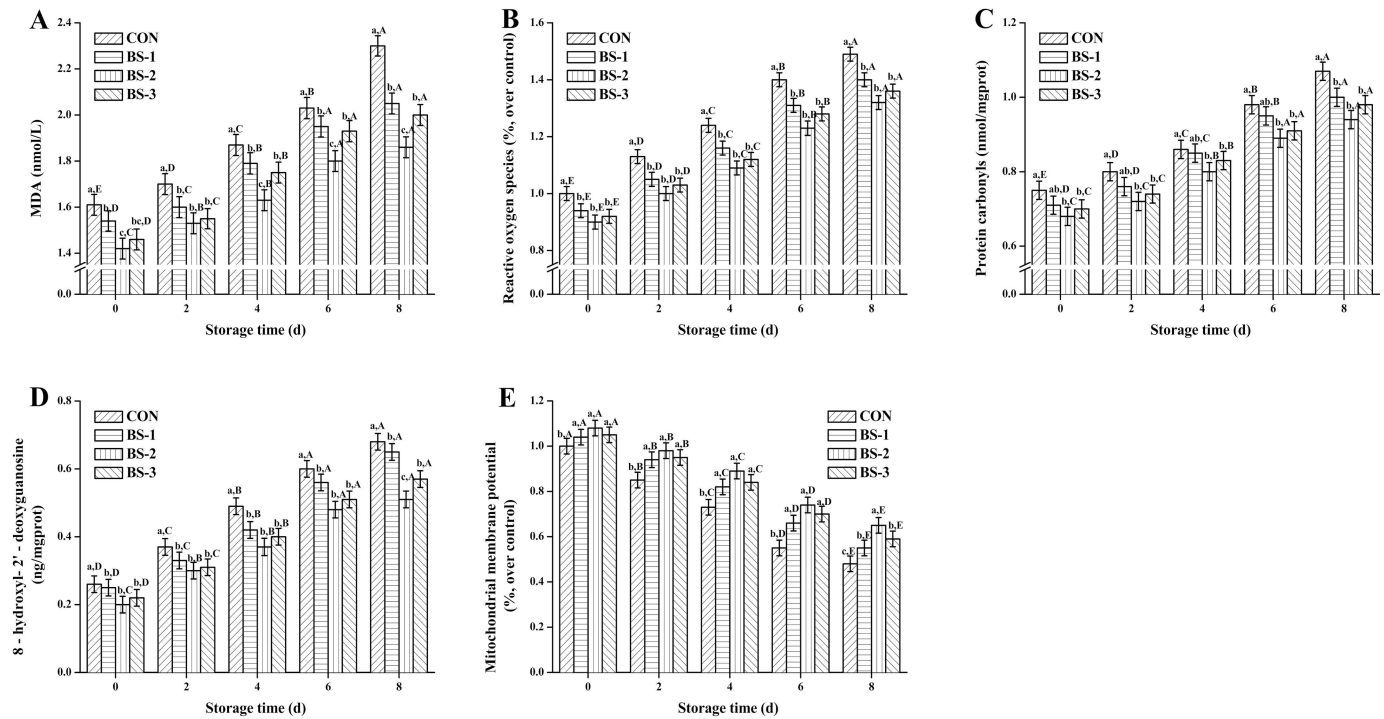 A
MDA (nmol/L)
2.4
2.2
2.0
1.8
1.6
1.4
0.0
CON
BS-1
BS-2
BS-3
a,E b,D c,C bc,D
a,D b,C b,B b,C
a,C b,B c,B b,B
a,B b,A c,A b,A
a,A b,A c,A b,A
0 2 4 6 8
Storage time (d)
B
Reactive oxygen species (%, over control)
1.6
1.4
1.2
1.0
0.8
0.0
CON
BS-1
BS-2
BS-3
a,E b,E b,E b,E
a,D b,D b,D b,D
a,C b,C b,C b,C
a,B b,B b,B b,B
a,A b,A b,A b,A
0 2 4 6 8
Storage time (d)
C
Protein carbonyls (nmol/mgprot)
1.2
1.0
0.8
0.6
0.0
CON
BS-1
BS-2
BS-3
a,E ab,D b,C b,C
a,D ab,D b,C b,C
a,C ab,C b,B b,B
a,B ab,B b,A b,A
a,A b,A b,A b,A
0 2 4 6 8
Storage time (d)
D
8 - hydroxyl- 2' - deoxyguanosine
(ng/mgprot)
0.8
0.6
0.4
0.2
0.0
CON
BS-1
BS-2
BS-3
a,D b,D b,C b,D
a,C b,C b,B b,C
a,B b,B b,B b,B
a,A b,A b,A b,A
a,A b,A c,A b,A
0 2 4 6 8
Storage time (d)
E
Mitochondrial membrane potential
(%, over control)
1.2
1.0
0.8
0.6
0.4
0.2
0.0
CON
BS-1
BS-2
BS-3
b,A a,A a,A a,A
b,B a,B a,B a,B
b,C a,C a,C a,C
b,D a,D a,D a,D
c,E b,E a,E b,E
0 2 4 6 8
Storage time (d)